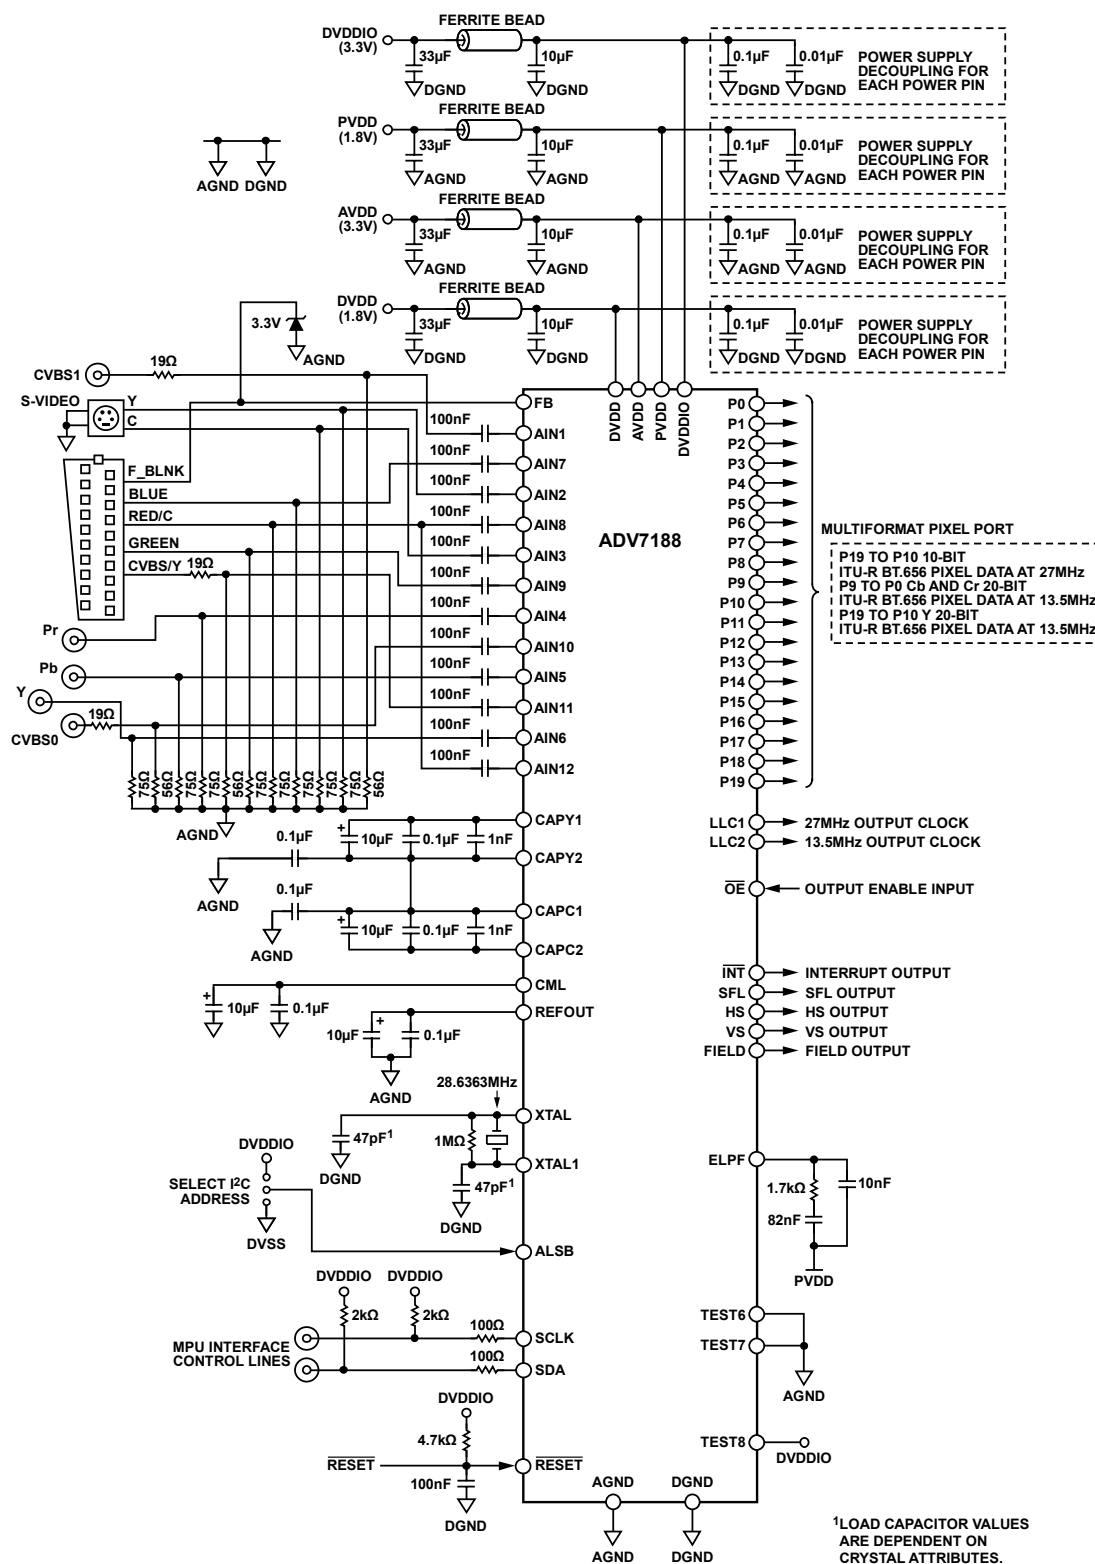 FERRITE BEAD
DVDDIO
(3.3V)
33µF
10µF
DGND
DGND
0.1µF
0.01µF
DGND
DGND
POWER SUPPLY
DECOUPLING FOR
EACH POWER PIN
FERRITE BEAD
PVDD
(1.8V)
33µF
10µF
AGND
AGND
0.1µF
0.01µF
AGND
AGND
POWER SUPPLY
DECOUPLING FOR
EACH POWER PIN
AGND DGND
FERRITE BEAD
AVDD
(3.3V)
33µF
10µF
AGND
AGND
0.1µF
0.01µF
AGND
AGND
POWER SUPPLY
DECOUPLING FOR
EACH POWER PIN
FERRITE BEAD
DVDD
(1.8V)
33µF
10µF
DGND
DGND
0.1µF
0.01µF
DGND
DGND
POWER SUPPLY
DECOUPLING FOR
EACH POWER PIN
3.3V
AGND
CVBS1
19Ω
S-VIDEO
Y
C
F_BLNK
BLUE
RED/C
GREEN
CVBS/Y
19Ω
Pr
Pb
Y
CVBS0
19Ω
75Ω
56Ω
75Ω
75Ω
56Ω
75Ω
75Ω
75Ω
75Ω
75Ω
56Ω
AGND
100nF
100nF
100nF
100nF
100nF
100nF
100nF
100nF
100nF
100nF
100nF
100nF
FB
AIN1
AIN7
AIN2
AIN8
AIN3
AIN9
AIN4
AIN10
AIN5
AIN11
AIN6
AIN12
DVDD
AVDD
PVDD
DVDDIO
ADV7188
P0
P1
P2
P3
P4
P5
P6
P7
P8
P9
P10
P11
P12
P13
P14
P15
P16
P17
P18
P19
MULTIFORMAT PIXEL PORT
P19 TO P10 10-BIT
ITU-R BT.656 PIXEL DATA AT 27MHz
P9 TO P0 Cb AND Cr 20-BIT
ITU-R BT.656 PIXEL DATA AT 13.5MHz
P19 TO P10 Y 20-BIT
ITU-R BT.656 PIXEL DATA AT 13.5MHz
0.1µF
AGND
10µF
0.1µF
1nF
+
CAPY1
CAPY2
0.1µF
AGND
10µF
0.1µF
1nF
+
CAPC1
CAPC2
LLC1
27MHz OUTPUT CLOCK
LLC2
13.5MHz OUTPUT CLOCK
OE
OUTPUT ENABLE INPUT
+
10µF
0.1µF
CML
REFOUT
10µF
+
0.1µF
AGND
INT
INTERRUPT OUTPUT
SFL
SFL OUTPUT
HS
HS OUTPUT
VS
VS OUTPUT
FIELD
FIELD OUTPUT
28.6363MHz
47pF1
DGND
1MΩ
47pF1
DGND
XTAL
XTAL1
DVDDIO
SELECT I2C
ADDRESS
DVSS
ALSB
ELPF
1.7kΩ
10nF
82nF
PVDD
DVDDIO
DVDDIO
2kΩ
2kΩ
MPU INTERFACE
CONTROL LINES
100Ω
SCLK
100Ω
SDA
TEST6
TEST7
AGND
DVDDIO
4.7kΩ
RESET
100nF
DGND
RESET
TEST8
DVDDIO
AGND
DGND
AGND
DGND
1LOAD CAPACITOR VALUES
ARE DEPENDENT ON
CRYSTAL ATTRIBUTES.